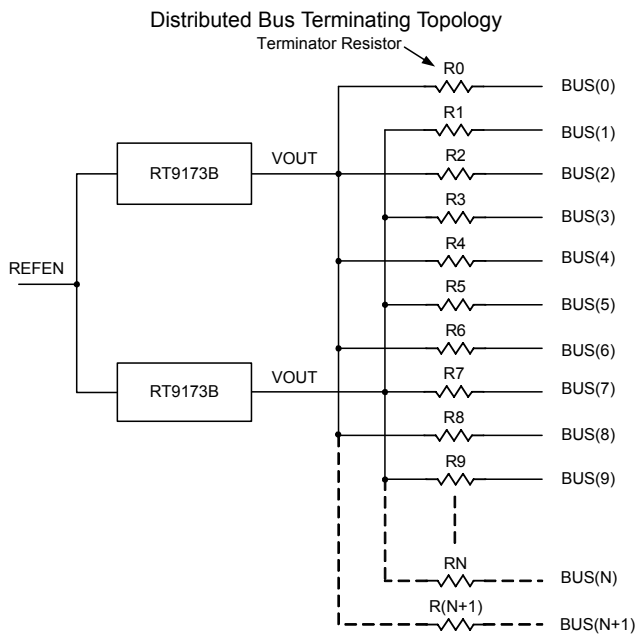 Distributed Bus Terminating Topology
Terminator Resistor
R0
BUS(0)
R1
BUS(1)
RT9173B
VOUT
R2
BUS(2)
R3
BUS(3)
REFEN
R4
BUS(4)
R5
BUS(5)
R6
BUS(6)
RT9173B
VOUT
R7
BUS(7)
R8
BUS(8)
R9
BUS(9)
RN
BUS(N)
R(N+1)
BUS(N+1)